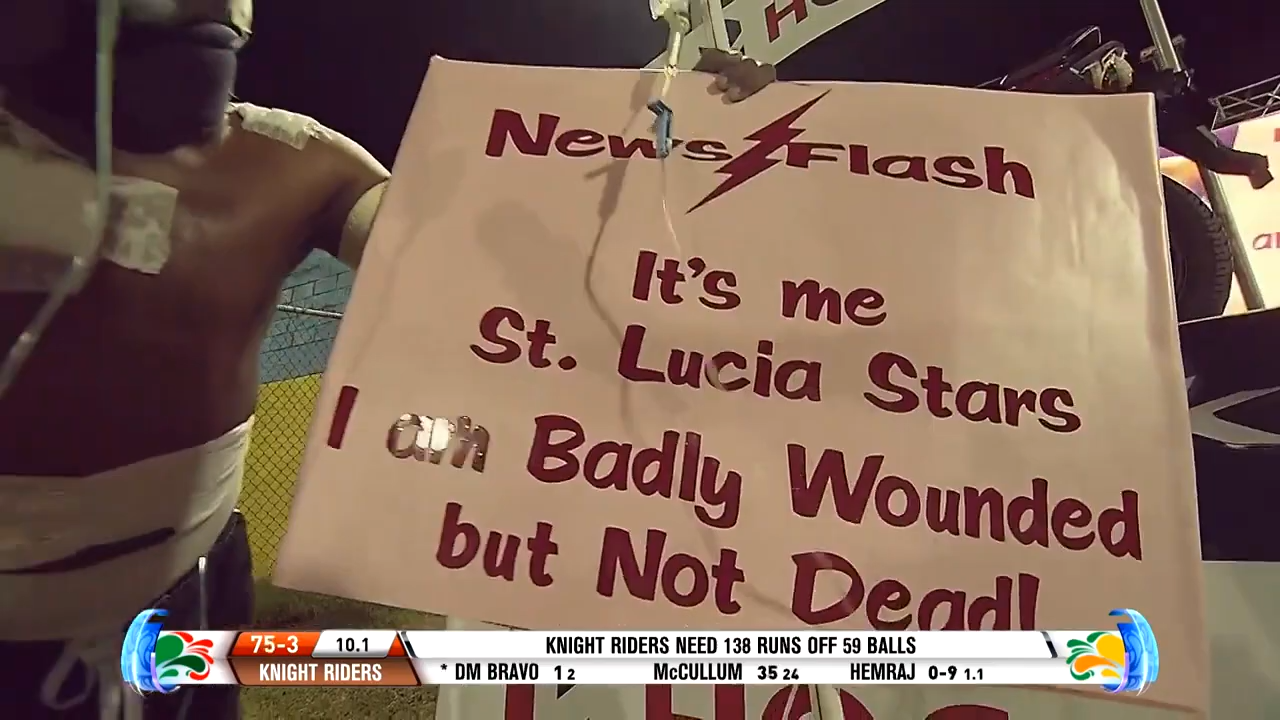 News Flash
It's me
St. Lucia Stars
I am Badly Wounded
but Not Dead!
75-3 10.1 KNIGHT RIDERS NEED 138 RUNS OFF 59 BALLS
KNIGHT RIDERS * DM BRAVO 1 2 McCULLUM 35 24 HEMRAJ 0-9 1.1